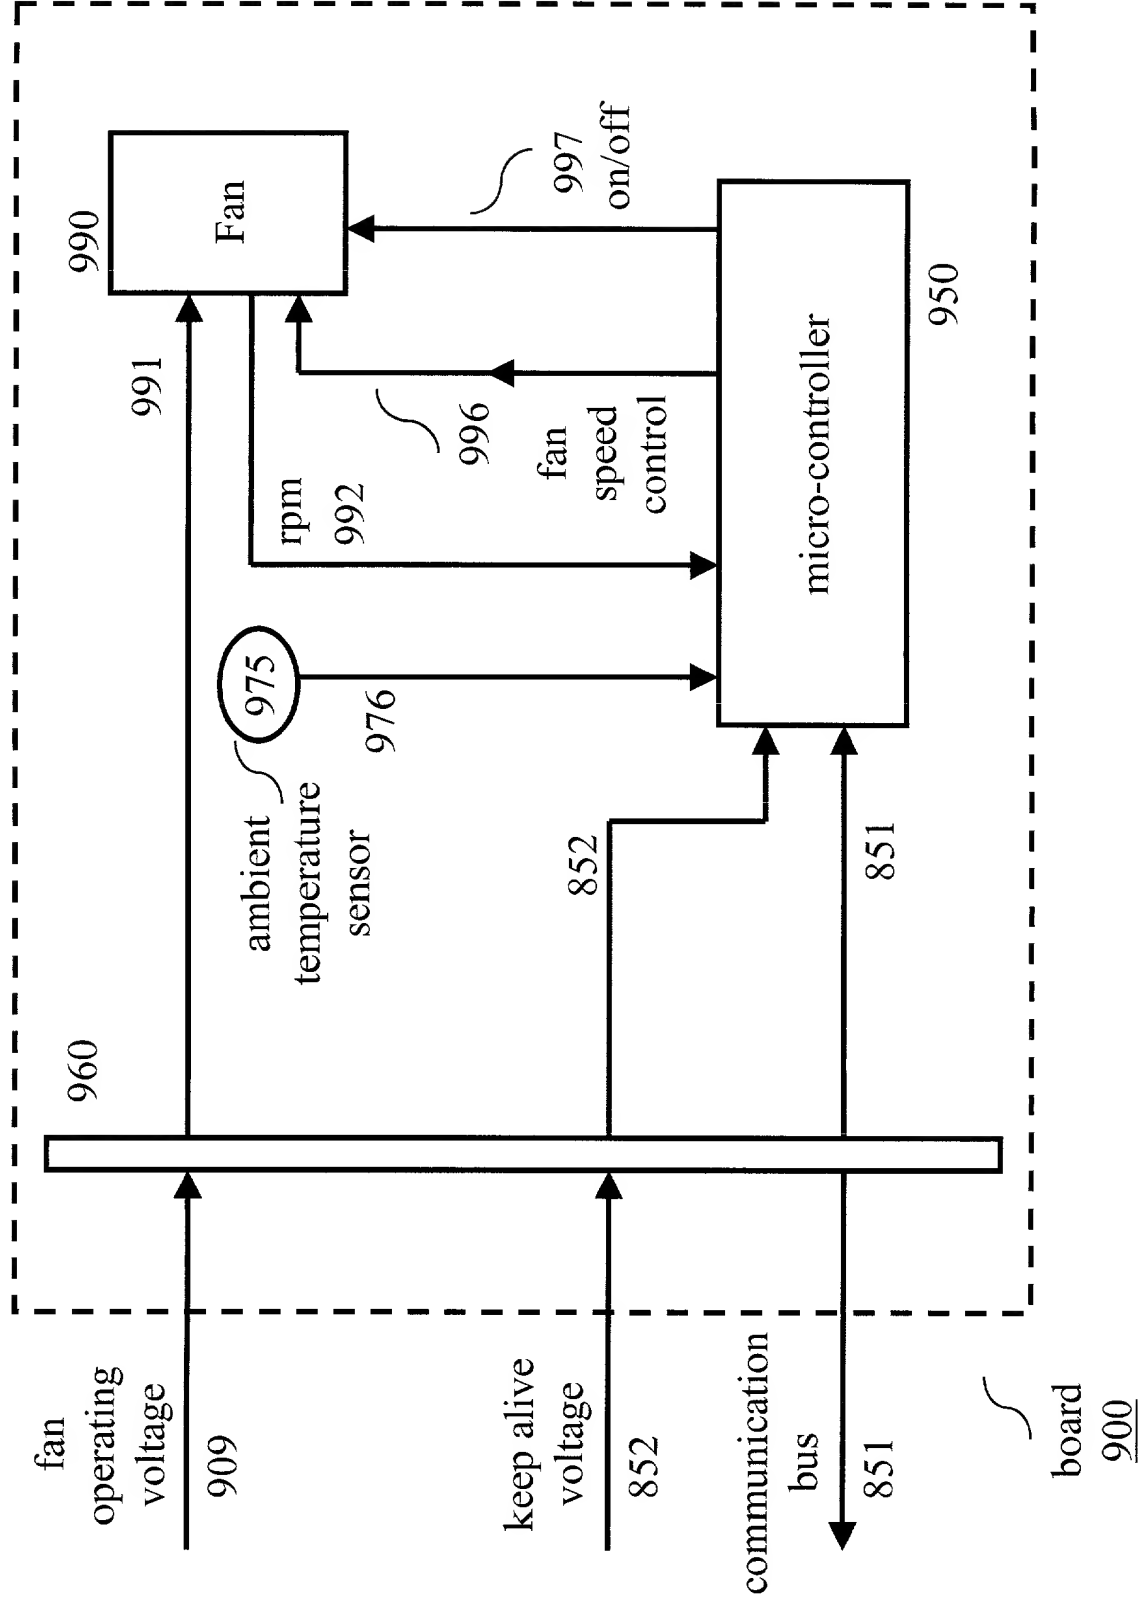 fan
operating
voltage
909
keep alive
voltage
852
communication
bus
851
board
900
960
ambient
temperature
sensor
975
976
852
851
991
rpm
992
996
fan
speed
control
990
Fan
997
on/off
micro-controller
950